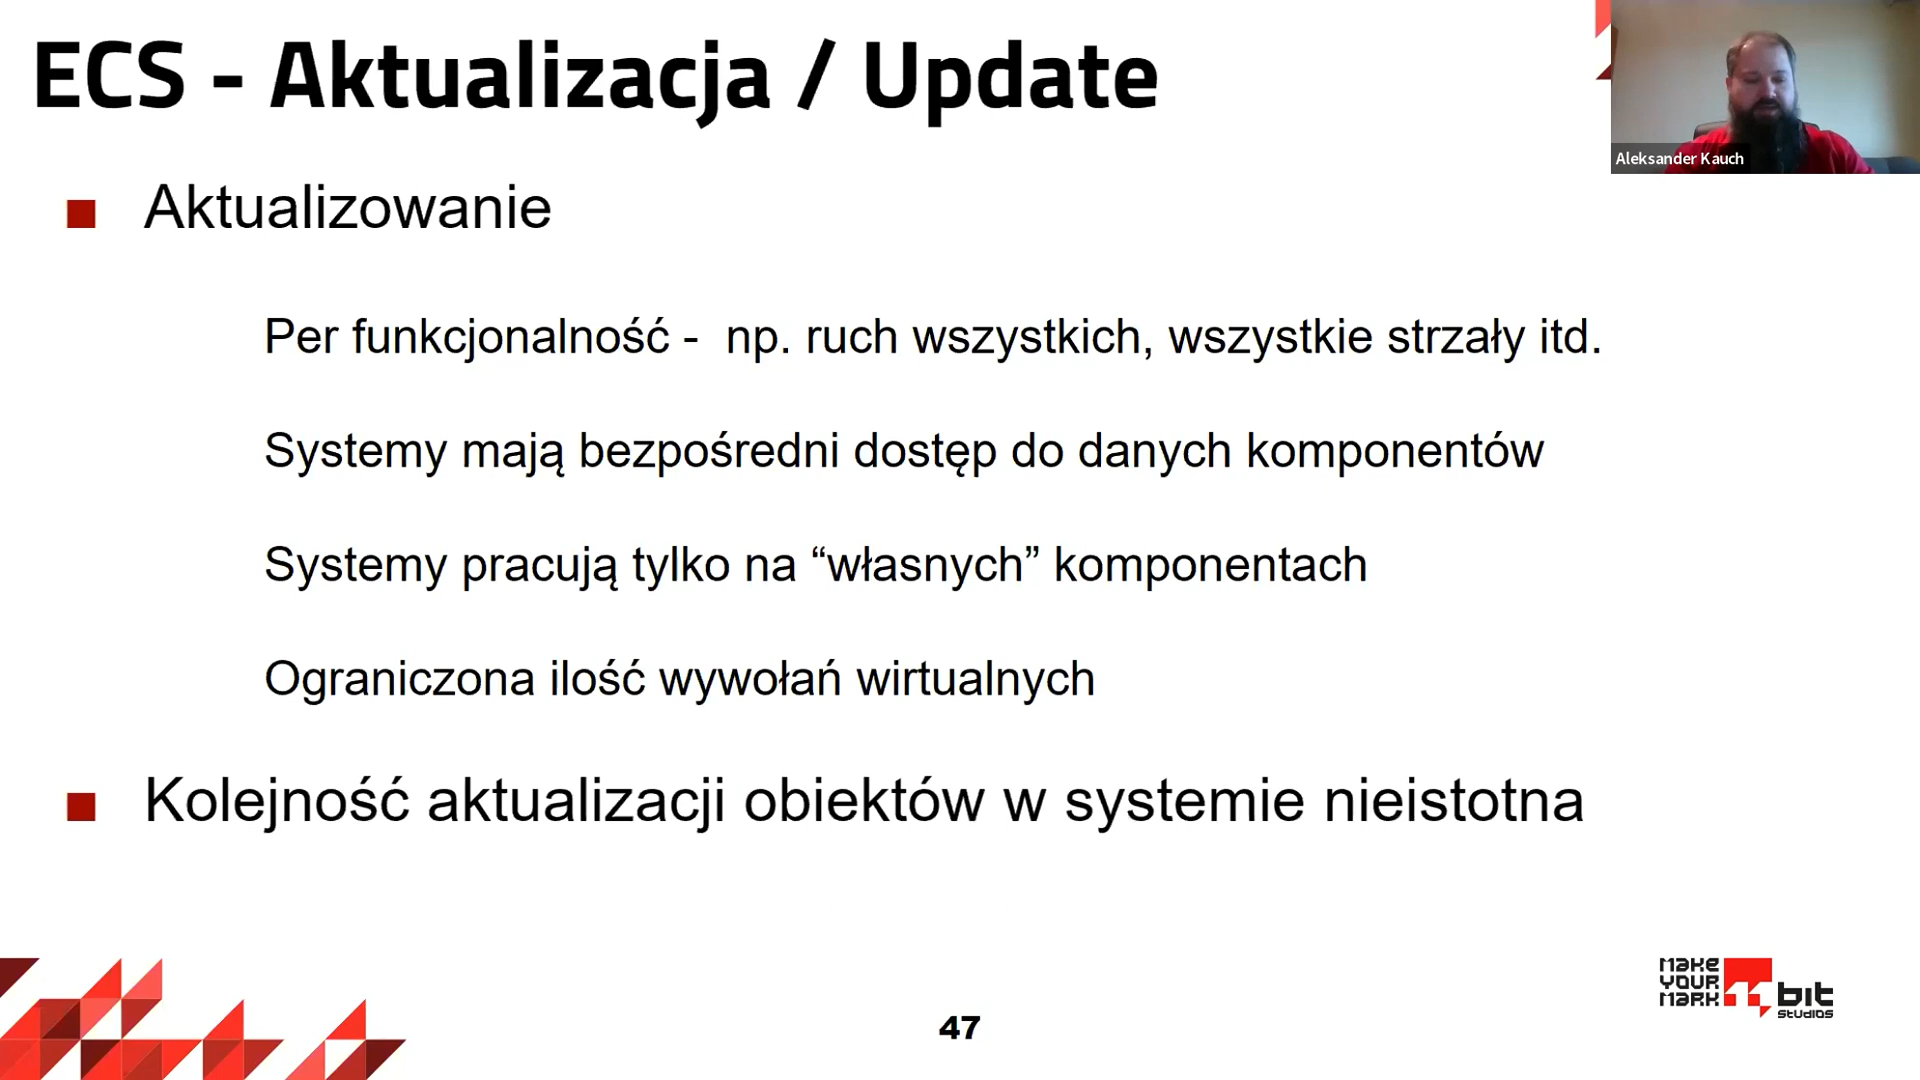 ECS - Aktualizacja / Update
Aleksander Kauch
Aktualizowanie
Per funkcjonalność -  np. ruch wszystkich, wszystkie strzały itd.
Systemy mają bezpośredni dostęp do danych komponentów
Systemy pracują tylko na “własnych” komponentach
Ograniczona ilość wywołań wirtualnych
Kolejność aktualizacji obiektów w systemie nieistotna
47
MAKE
YOUR
MARK
11 bit
studios